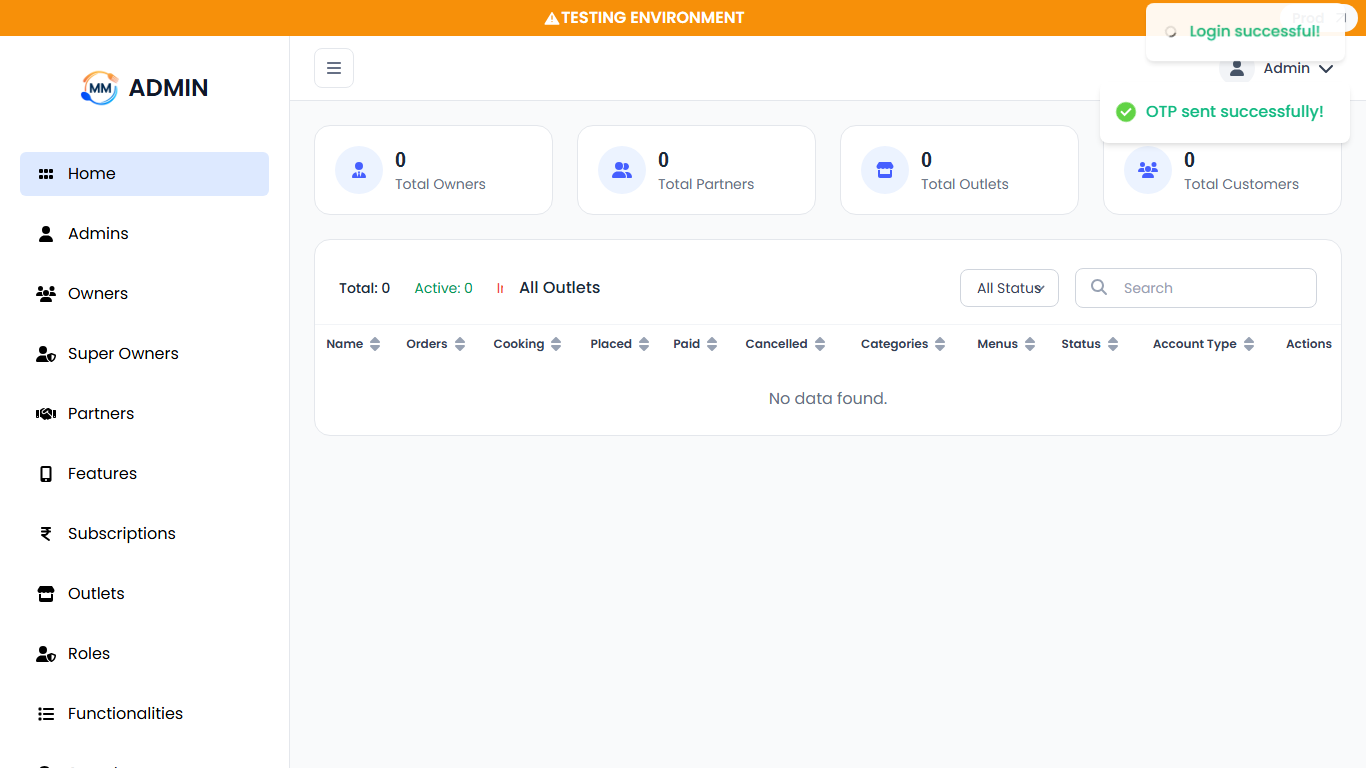 TESTING ENVIRONMENT
Prod
Login successful!
MM ADMIN
Admin
OTP sent successfully!
Home
Admins
Owners
Super Owners
Partners
Features
Subscriptions
Outlets
Roles
Functionalities
0
Total Owners
0
Total Partners
0
Total Outlets
0
Total Customers
Total: 0 Active: 0 In All Outlets All Status Search
Name Orders Cooking Placed Paid Cancelled Categories Menus Status Account Type Actions
No data found.